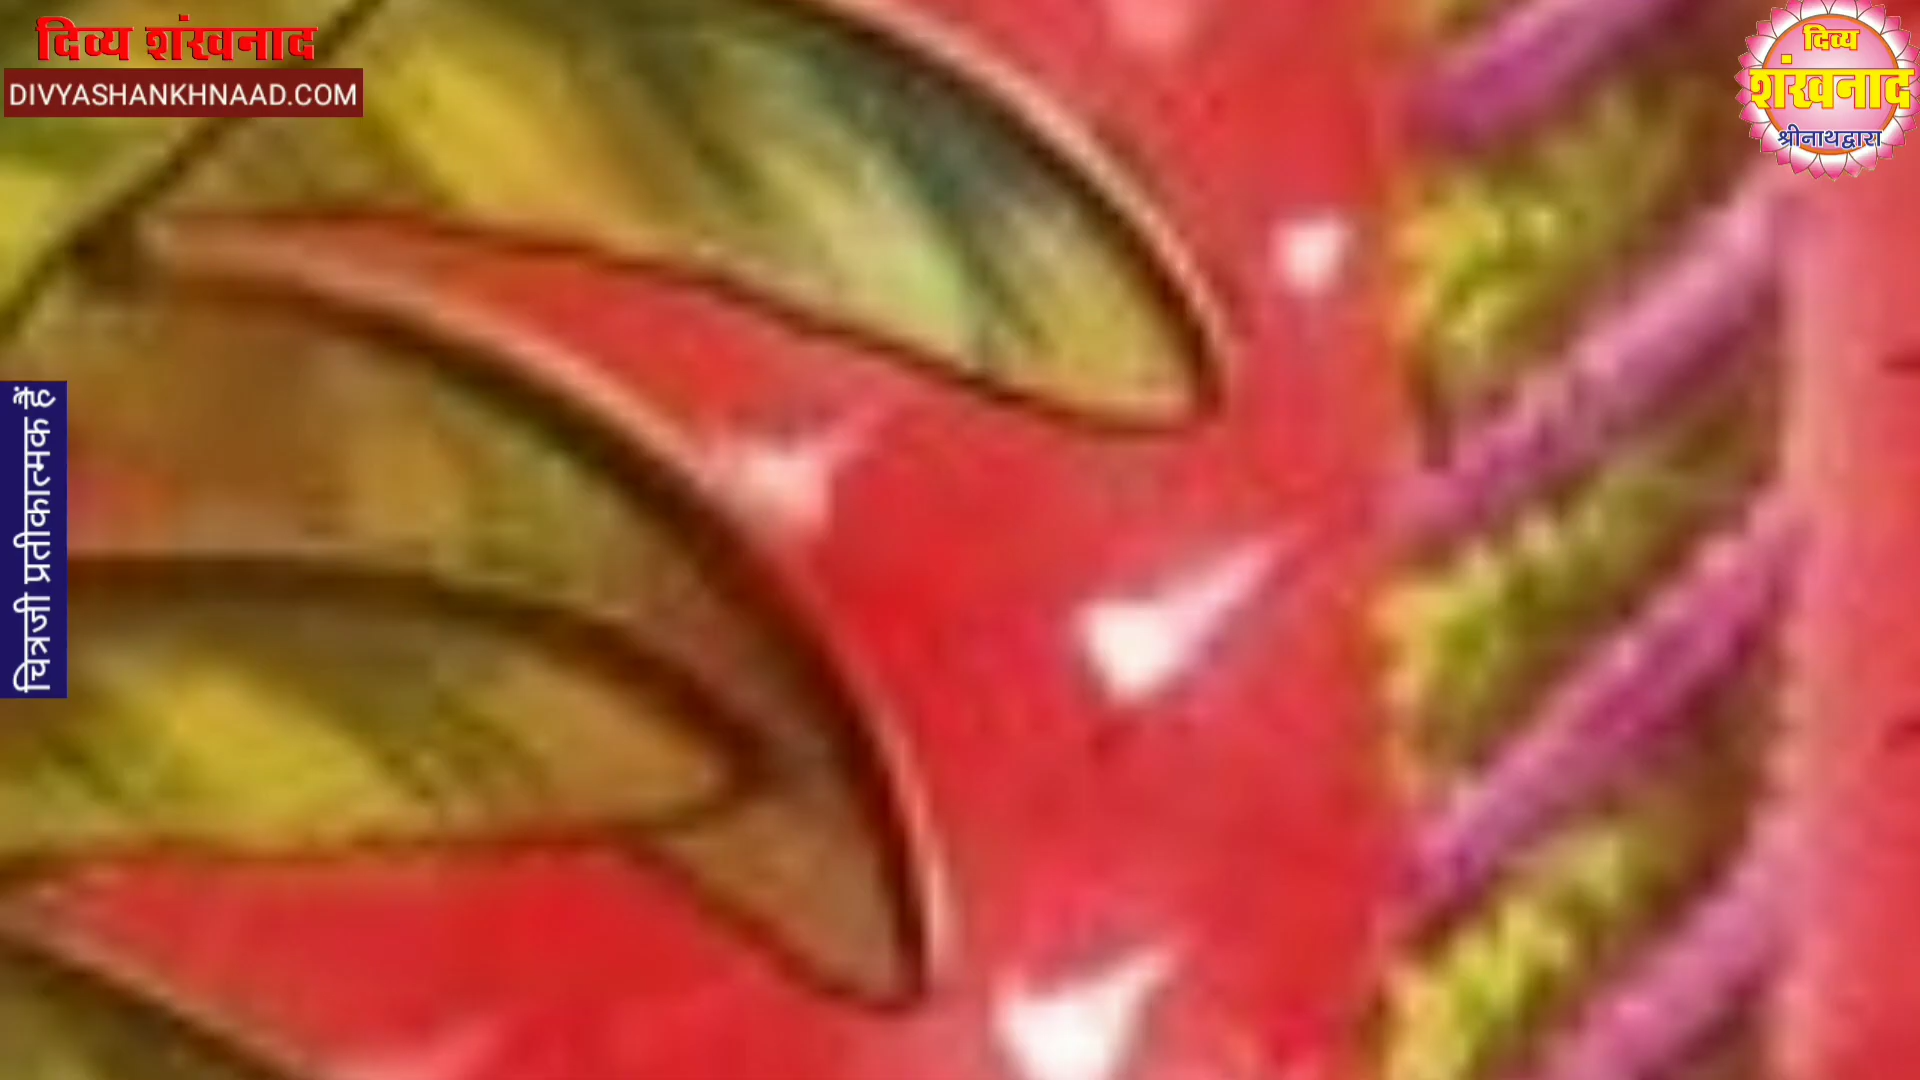 दिव्य शंखनाद
DIVYASHANKHNAAD.COM
दिव्य
शंखनाद
श्रीनाथद्वारा
चित्रजी प्रतीकात्मक हैं